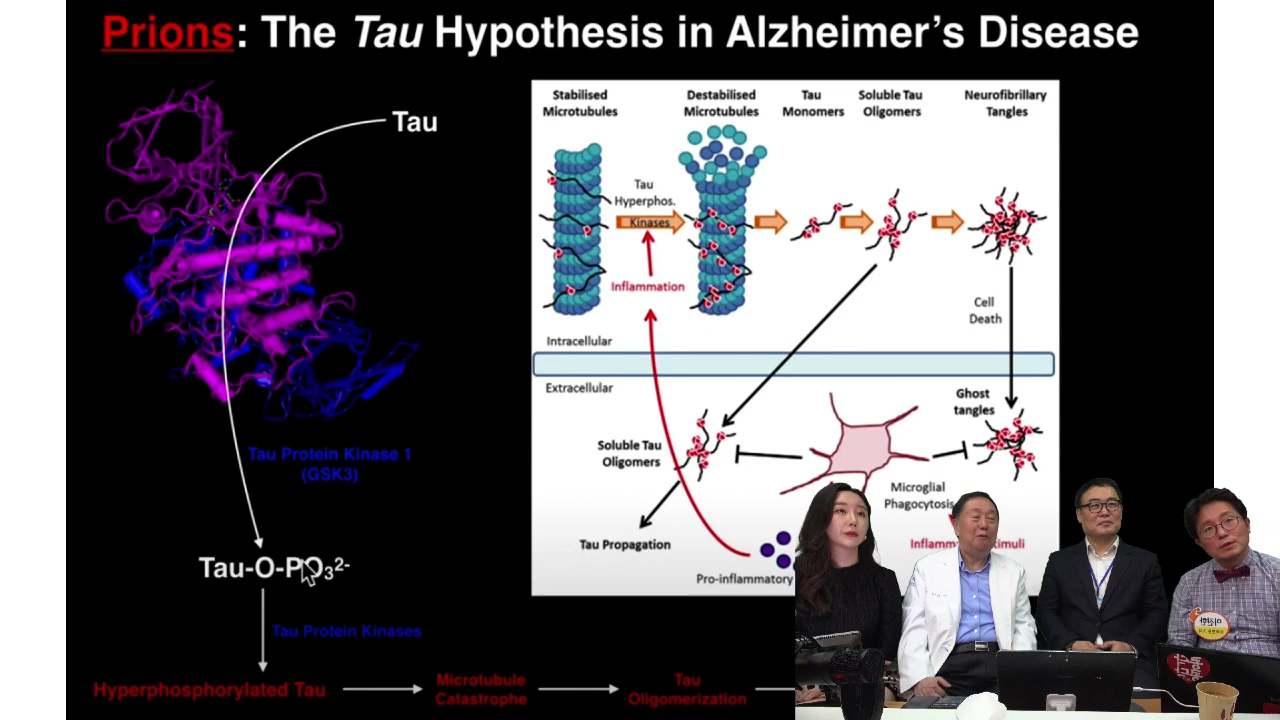 Prions: The Tau Hypothesis in Alzheimer's Disease
Tau
Tau Protein Kinase 1
(GSK3)
Tau-O-PO₃²⁻
Tau Protein Kinases
Hyperphosphorylated Tau
Microtubule
Catastrophe
Tau
Oligomerization
Stabilised
Microtubules
Destabilised
Microtubules
Tau
Monomers
Soluble Tau
Oligomers
Neurofibrillary
Tangles
Tau
Hyperphos.
Kinases
Inflammation
Cell
Death
Intracellular
Extracellular
Ghost
tangles
Soluble Tau
Oligomers
Microglial
Phagocytosis
Tau Propagation
Pro-inflammatory